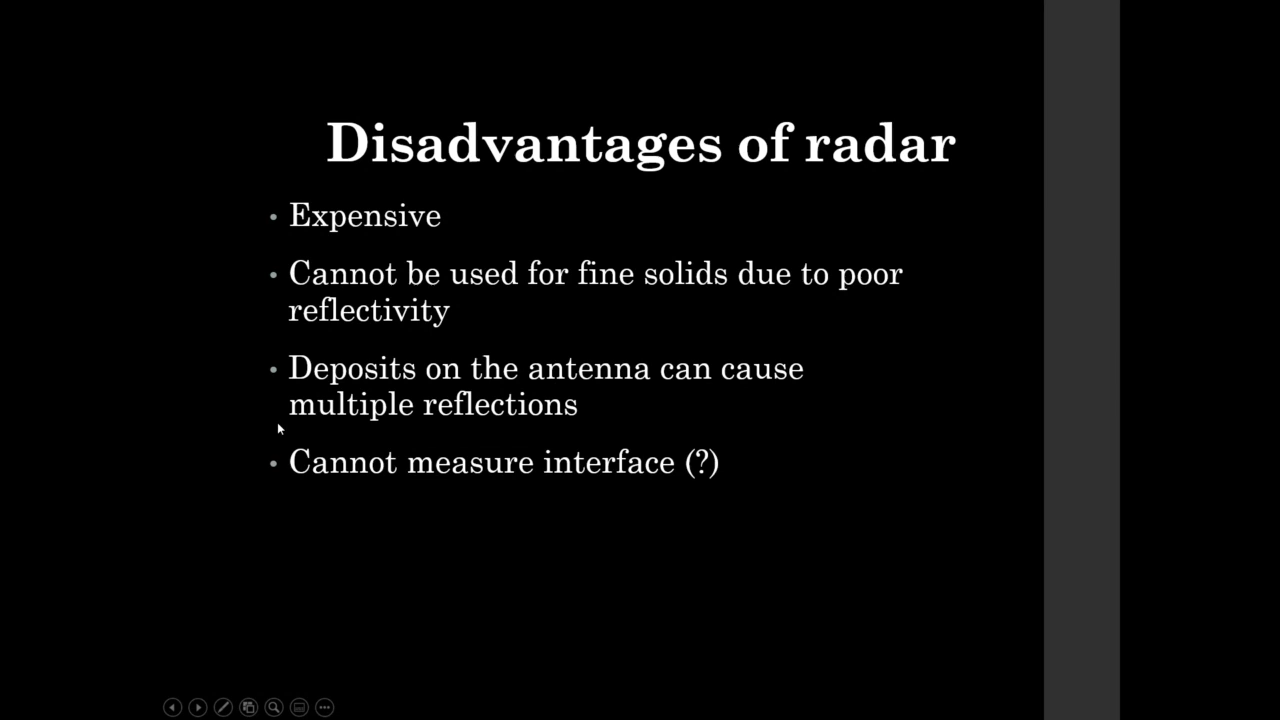 Disadvantages of radar
• Expensive
• Cannot be used for fine solids due to poor
reflectivity
• Deposits on the antenna can cause
multiple reflections
• Cannot measure interface (?)